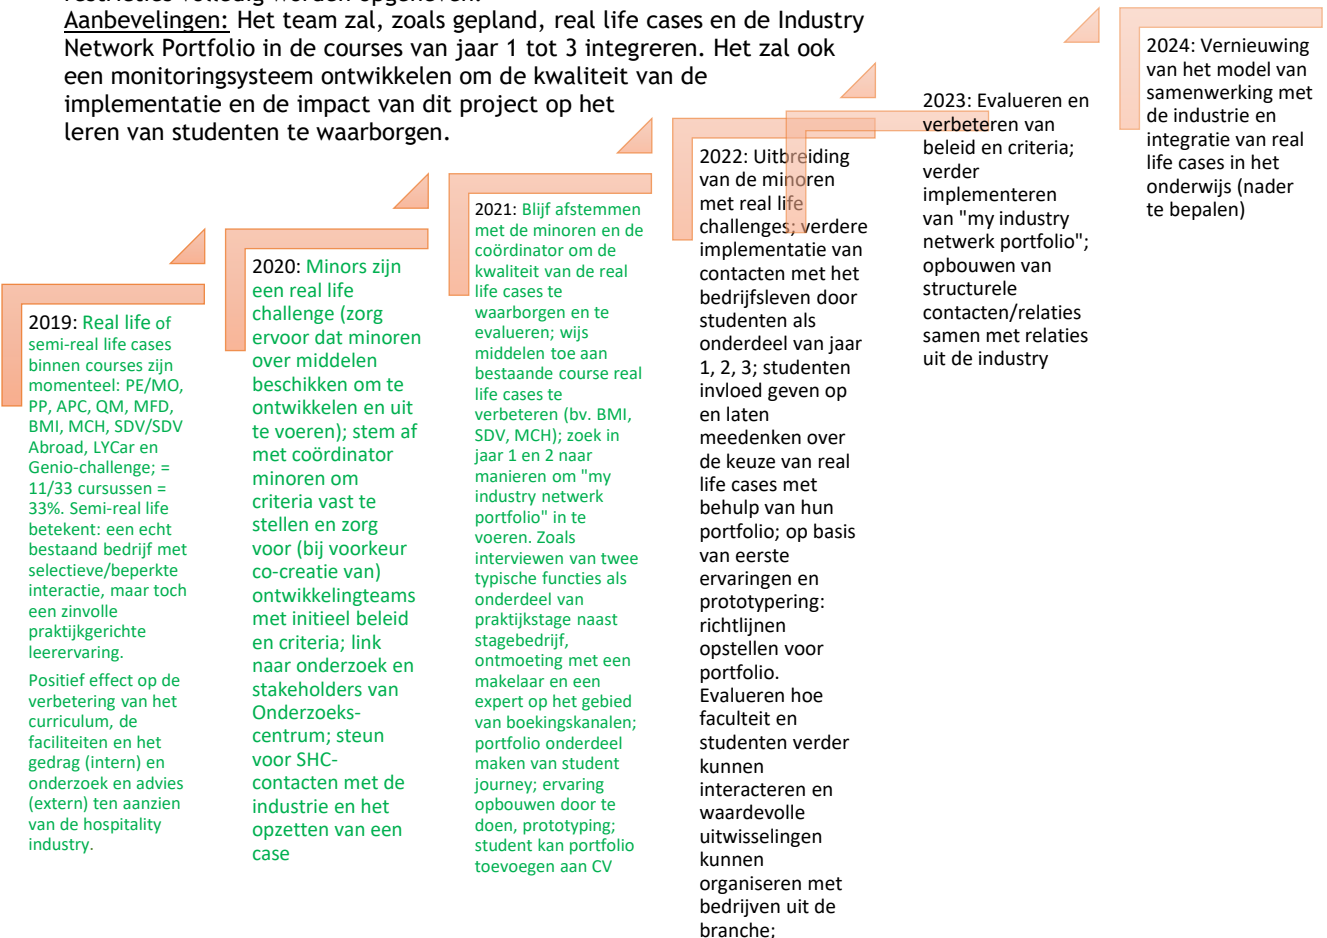 restricties volledig worden opgeheven.
Aanbevelingen: Het team zal, zoals gepland, real life cases en de Industry
Network Portfolio in de courses van jaar 1 tot 3 integreren. Het zal ook
een monitoringsysteem ontwikkelen om de kwaliteit van de
implementatie en de impact van dit project op het
leren van studenten te waarborgen.
2019: Real life of
semi-real life cases
binnen courses zijn
momenteel: PE/MO,
PP, APC, QM, MFD,
BMI, MCH, SDV/SDV
Abroad, LYCar en
Genio-challenge; =
11/33 cursussen =
33%. Semi-real life
betekent: een echt
bestaand bedrijf met
selectieve/beperkte
interactie, maar toch
een zinvolle
praktijkgerichte
leerervaring.
Positief effect op de
verbetering van het
curriculum, de
faciliteiten en het
gedrag (intern) en
onderzoek en advies
(extern) ten aanzien
van de hospitality
industry.
2020: Minors zijn
een real life
challenge (zorg
ervoor dat minoren
over middelen
beschikken om te
ontwikkelen en uit
te voeren); stem af
met coördinator
minoren om
criteria vast te
stellen en zorg
voor (bij voorkeur
co-creatie van)
ontwikkelingteams
met initieel beleid
en criteria; link
naar onderzoek en
stakeholders van
Onderzoeks-
centrum; steun
voor SHC-
contacten met de
industrie en het
opzetten van een
case
2021: Blijf afstemmen
met de minoren en de
coördinator om de
kwaliteit van de real
life cases te
waarborgen en te
evalueren; wijs
middelen toe aan
bestaande course real
life cases te
verbeteren (bv. BMI,
SDV, MCH); zoek in
jaar 1 en 2 naar
manieren om "my
industry netwerk
portfolio" in te
voeren. Zoals
interviewen van twee
typische functies als
onderdeel van
praktijkstage naast
stagebedrijf,
ontmoeting met een
makelaar en een
expert op het gebied
van boekingskanalen;
portfolio onderdeel
maken van student
journey; ervaring
opbouwen door te
doen, prototyping;
student kan portfolio
toevoegen aan CV
2022: Uitbreiding
van de minoren
met real life
challenges; verdere
implementatie van
contacten met het
bedrijfsleven door
studenten als
onderdeel van jaar
1, 2, 3; studenten
invloed geven op
en laten
meedenken over
de keuze van real
life cases met
behulp van hun
portfolio; op basis
van eerste
ervaringen en
prototypering:
richtlijnen
opstellen voor
portfolio.
Evalueren hoe
faculteit en
studenten verder
kunnen
interacteren en
waardevolle
uitwisselingen
kunnen
organiseren met
bedrijven uit de
branche;
2023: Evalueren en
verbeteren van
beleid en criteria;
verder
implementeren
van "my industry
netwerk portfolio";
opbouwen van
structurele
contacten/relaties
samen met relaties
uit de industry
2024: Vernieuwing
van het model van
samenwerking met
de industrie en
integratie van real
life cases in het
onderwijs (nader
te bepalen)